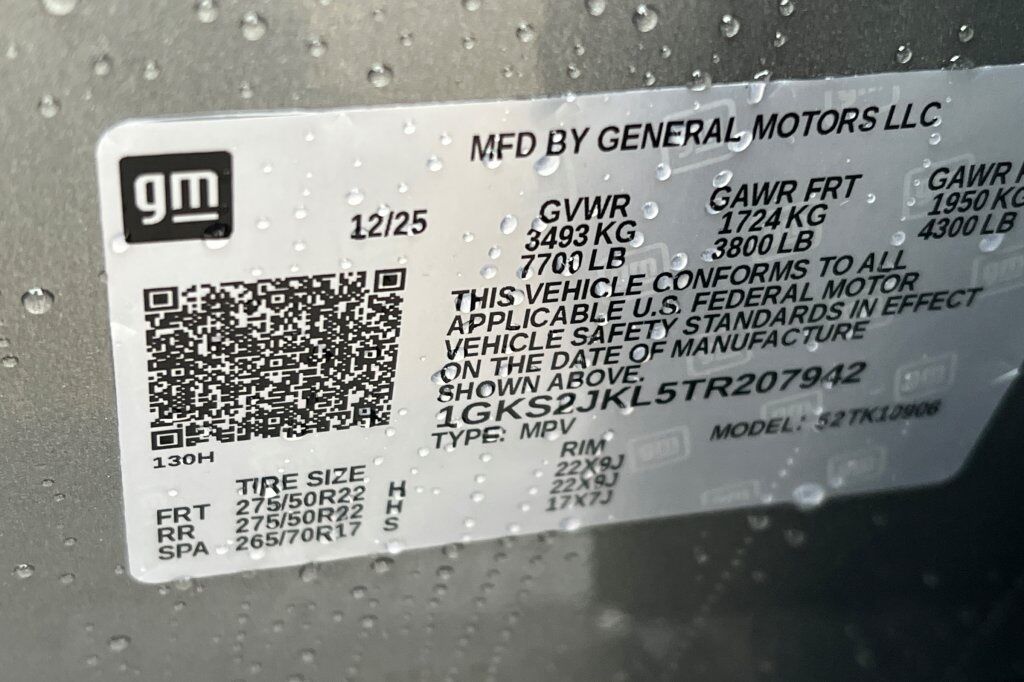 MFD BY GENERAL MOTORS LLC
gm
12/25
GVWR GAWR FRT GAWR
3493 KG 1724 KG 1950 KG
7700 LB 3800 LB 4300 LB
THIS VEHICLE CONFORMS TO ALL
APPLICABLE U.S. FEDERAL MOTOR
VEHICLE SAFETY STANDARDS IN EFFECT
ON THE DATE OF MANUFACTURE
SHOWN ABOVE.
1GKS2JKL5TR207942
TYPE: MPV MODEL: 52TK10906
130H
TIRE SIZE RIM
FRT 275/50R22 H 22X9J
RR 275/50R22 H 22X9J
SPA 265/70R17 S 17X7J